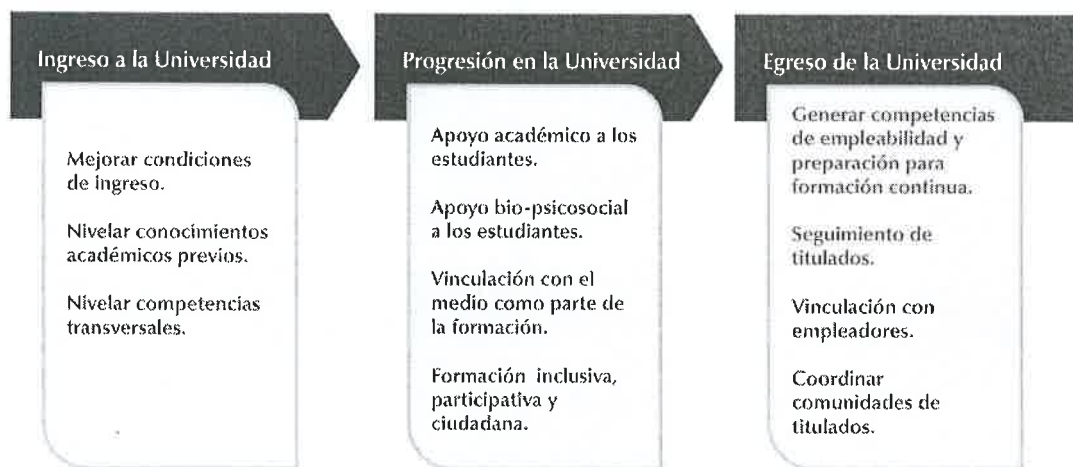 Ingreso a la Universidad
Mejorar condiciones
de ingreso.
Nivelar conocimientos
académicos previos.
Nivelar competencias
transversales.
Progresión en la Universidad
Apoyo académico a los
estudiantes.
Apoyo bio-psicosocial
a los estudiantes.
Vinculación con el
medio como parte de
la formación.
Formación inclusiva,
participativa y
ciudadana.
Egreso de la Universidad
Generar competencias
de empleabilidad y
preparación para
formación continua.
Seguimiento de
titulados.
Vinculación con
empleadores.
Coordinar
comunidades de
titulados.